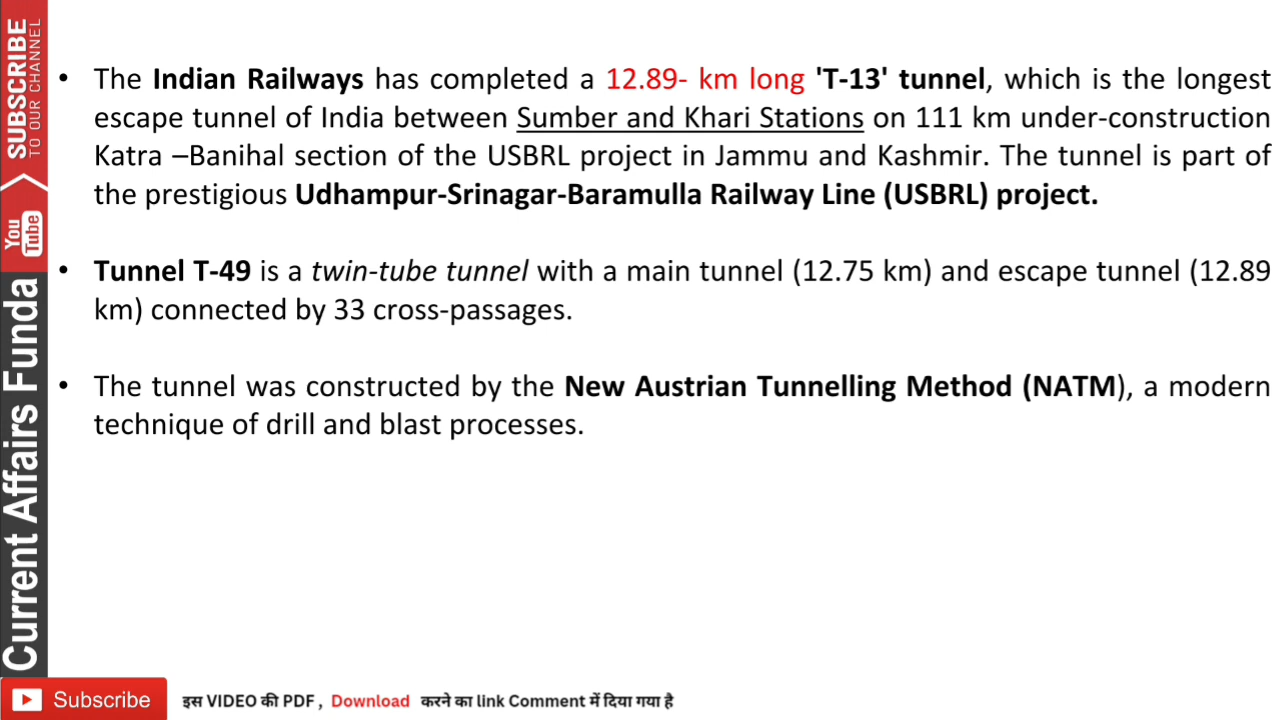 SUBSCRIBE
TO OUR CHANNEL
You
Tube
Current Affairs Funda
• The Indian Railways has completed a 12.89- km long 'T-13' tunnel, which is the longest
escape tunnel of India between Sumber and Khari Stations on 111 km under-construction
Katra –Banihal section of the USBRL project in Jammu and Kashmir. The tunnel is part of
the prestigious Udhampur-Srinagar-Baramulla Railway Line (USBRL) project.
• Tunnel T-49 is a twin-tube tunnel with a main tunnel (12.75 km) and escape tunnel (12.89
km) connected by 33 cross-passages.
• The tunnel was constructed by the New Austrian Tunnelling Method (NATM), a modern
technique of drill and blast processes.
Subscribe
इस VIDEO की PDF , Download करने का link Comment में दिया गया है